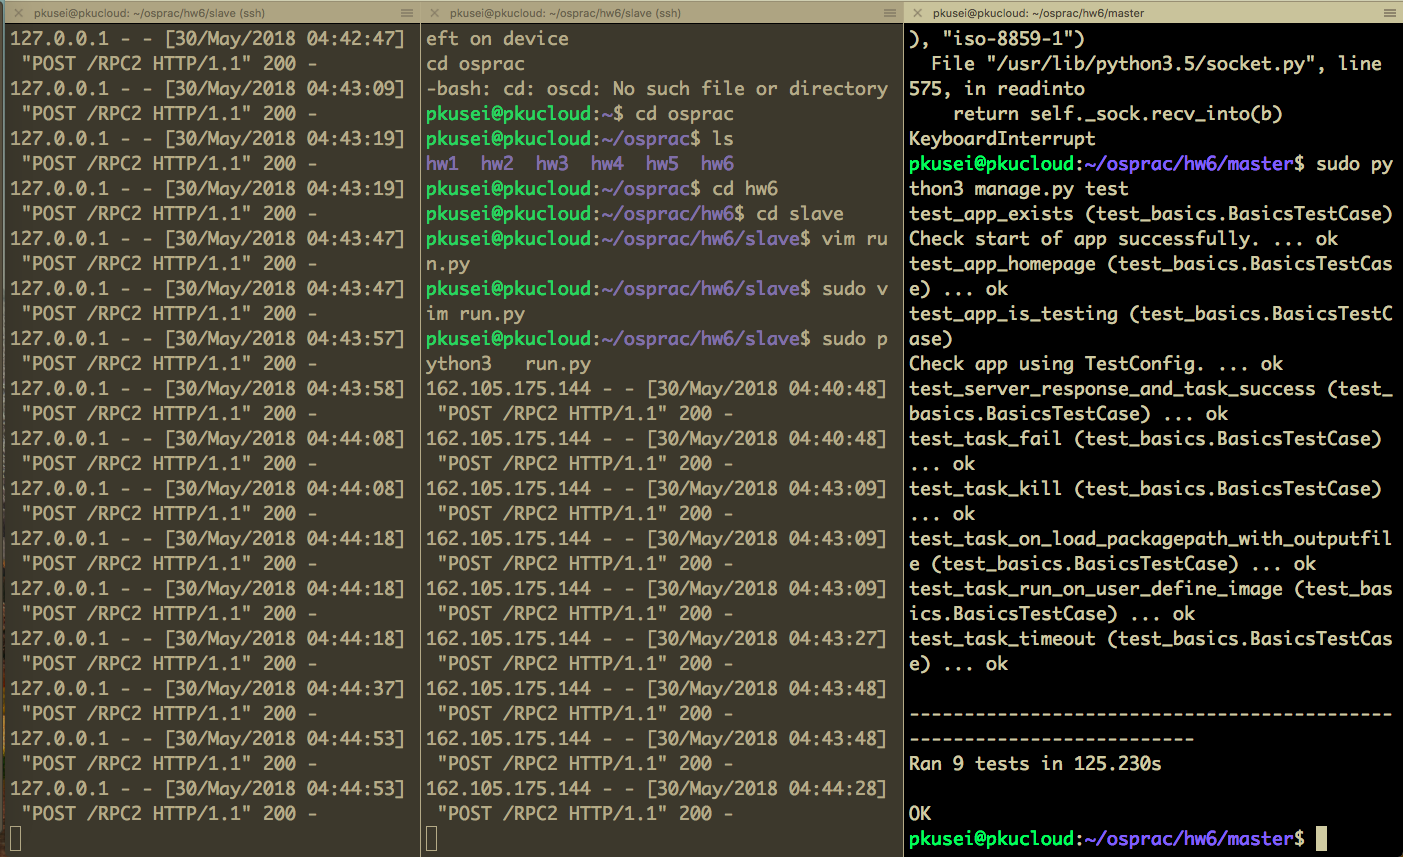 pkusei@pkucloud: ~/osprac/hw6/slave (ssh)
127.0.0.1 - - [30/May/2018 04:42:47]
"POST /RPC2 HTTP/1.1" 200 -
127.0.0.1 - - [30/May/2018 04:43:09]
"POST /RPC2 HTTP/1.1" 200 -
127.0.0.1 - - [30/May/2018 04:43:19]
"POST /RPC2 HTTP/1.1" 200 -
127.0.0.1 - - [30/May/2018 04:43:19]
"POST /RPC2 HTTP/1.1" 200 -
127.0.0.1 - - [30/May/2018 04:43:47]
"POST /RPC2 HTTP/1.1" 200 -
127.0.0.1 - - [30/May/2018 04:43:47]
"POST /RPC2 HTTP/1.1" 200 -
127.0.0.1 - - [30/May/2018 04:43:57]
"POST /RPC2 HTTP/1.1" 200 -
127.0.0.1 - - [30/May/2018 04:43:58]
"POST /RPC2 HTTP/1.1" 200 -
127.0.0.1 - - [30/May/2018 04:44:08]
"POST /RPC2 HTTP/1.1" 200 -
127.0.0.1 - - [30/May/2018 04:44:08]
"POST /RPC2 HTTP/1.1" 200 -
127.0.0.1 - - [30/May/2018 04:44:18]
"POST /RPC2 HTTP/1.1" 200 -
127.0.0.1 - - [30/May/2018 04:44:18]
"POST /RPC2 HTTP/1.1" 200 -
127.0.0.1 - - [30/May/2018 04:44:18]
"POST /RPC2 HTTP/1.1" 200 -
127.0.0.1 - - [30/May/2018 04:44:37]
"POST /RPC2 HTTP/1.1" 200 -
127.0.0.1 - - [30/May/2018 04:44:53]
"POST /RPC2 HTTP/1.1" 200 -
127.0.0.1 - - [30/May/2018 04:44:53]
"POST /RPC2 HTTP/1.1" 200 -
pkusei@pkucloud: ~/osprac/hw6/slave (ssh)
eft on device
cd osprac
-bash: cd: oscd: No such file or directory
pkusei@pkucloud:~$ cd osprac
pkusei@pkucloud:~/osprac$ ls
hw1  hw2  hw3  hw4  hw5  hw6
pkusei@pkucloud:~/osprac$ cd hw6
pkusei@pkucloud:~/osprac/hw6$ cd slave
pkusei@pkucloud:~/osprac/hw6/slave$ vim ru
n.py
pkusei@pkucloud:~/osprac/hw6/slave$ sudo v
im run.py
pkusei@pkucloud:~/osprac/hw6/slave$ sudo p
ython3   run.py
162.105.175.144 - - [30/May/2018 04:40:48]
"POST /RPC2 HTTP/1.1" 200 -
162.105.175.144 - - [30/May/2018 04:40:48]
"POST /RPC2 HTTP/1.1" 200 -
162.105.175.144 - - [30/May/2018 04:43:09]
"POST /RPC2 HTTP/1.1" 200 -
162.105.175.144 - - [30/May/2018 04:43:09]
"POST /RPC2 HTTP/1.1" 200 -
162.105.175.144 - - [30/May/2018 04:43:09]
"POST /RPC2 HTTP/1.1" 200 -
162.105.175.144 - - [30/May/2018 04:43:27]
"POST /RPC2 HTTP/1.1" 200 -
162.105.175.144 - - [30/May/2018 04:43:48]
"POST /RPC2 HTTP/1.1" 200 -
162.105.175.144 - - [30/May/2018 04:43:48]
"POST /RPC2 HTTP/1.1" 200 -
162.105.175.144 - - [30/May/2018 04:44:28]
"POST /RPC2 HTTP/1.1" 200 -
pkusei@pkucloud: ~/osprac/hw6/master
), "iso-8859-1")
File "/usr/lib/python3.5/socket.py", line
575, in readinto
return self._sock.recv_into(b)
KeyboardInterrupt
pkusei@pkucloud:~/osprac/hw6/master$ sudo py
thon3 manage.py test
test_app_exists (test_basics.BasicsTestCase)
Check start of app successfully. ... ok
test_app_homepage (test_basics.BasicsTestCas
e) ... ok
test_app_is_testing (test_basics.BasicsTestC
ase)
Check app using TestConfig. ... ok
test_server_response_and_task_success (test_
basics.BasicsTestCase) ... ok
test_task_fail (test_basics.BasicsTestCase)
... ok
test_task_kill (test_basics.BasicsTestCase)
... ok
test_task_on_load_packagepath_with_outputfil
e (test_basics.BasicsTestCase) ... ok
test_task_run_on_user_define_image (test_bas
ics.BasicsTestCase) ... ok
test_task_timeout (test_basics.BasicsTestCas
e) ... ok
--------------------------------------------
--------------------------
Ran 9 tests in 125.230s
OK
pkusei@pkucloud:~/osprac/hw6/master$